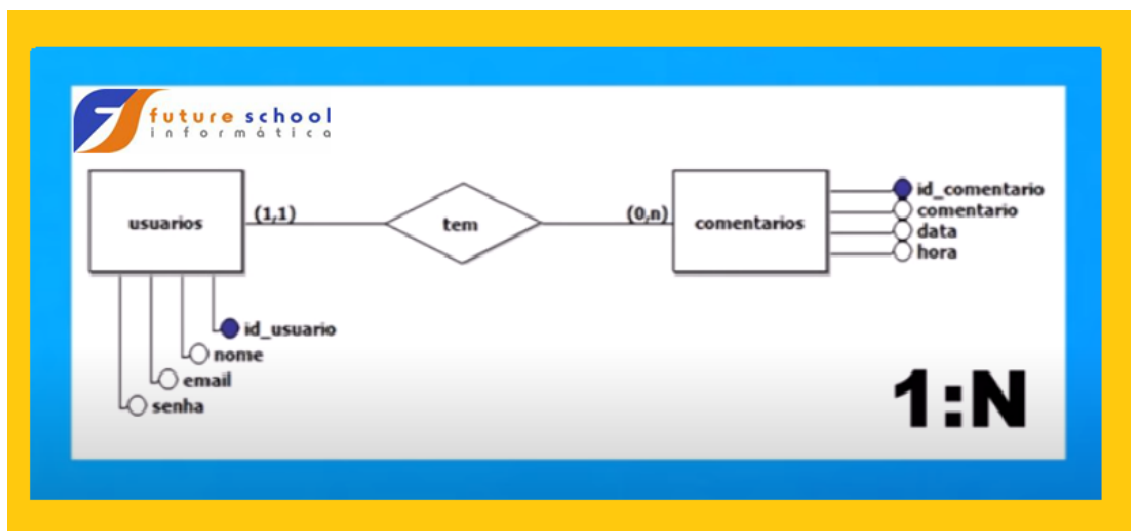 future school
informática
usuarios
(1,1)
tem
(0,n)
comentarios
id_comentario
comentario
data
hora
id_usuario
nome
email
senha
1:N